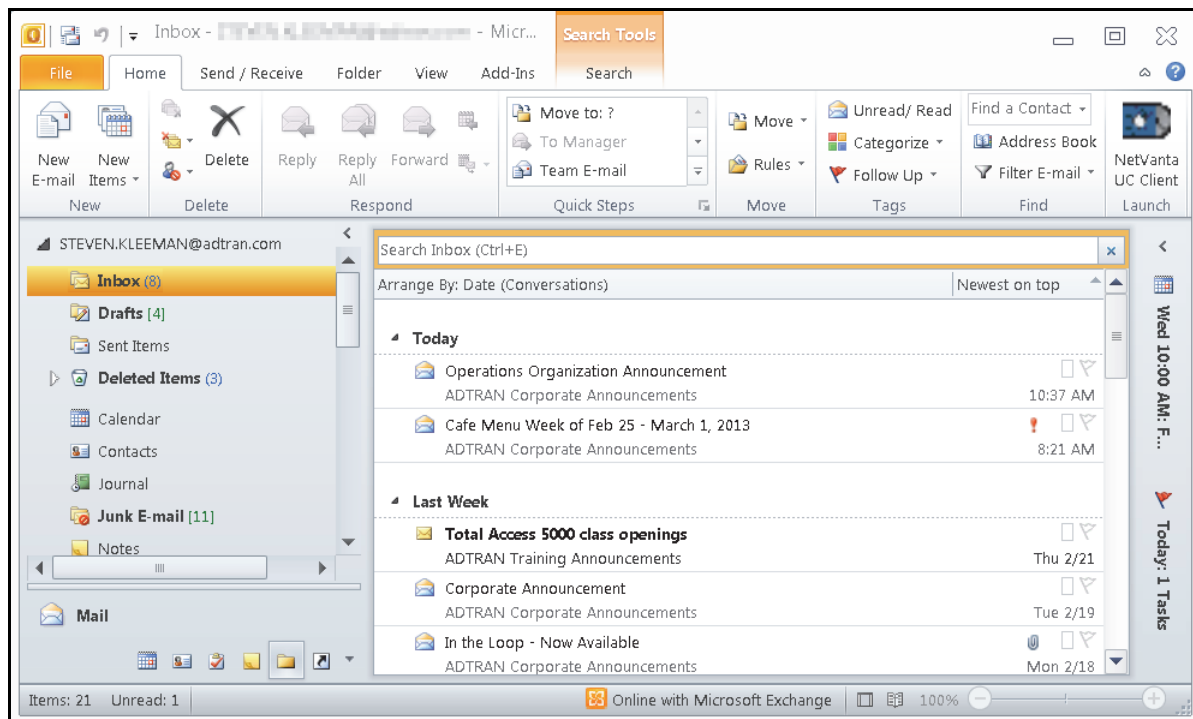 Inbox - - Micr...
Search Tools
File Home Send / Receive Folder View Add-Ins Search
New E-mail
New Items
Delete
Reply
Reply All
Forward
Move to: ?
To Manager
Team E-mail
Move
Rules
Unread/ Read
Categorize
Follow Up
Find a Contact
Address Book
Filter E-mail
NetVanta UC Client
New Delete Respond Quick Steps Move Tags Find Launch
STEVEN.KLEEMAN@adtran.com
Inbox (8)
Drafts [4]
Sent Items
Deleted Items (3)
Calendar
Contacts
Journal
Junk E-mail [11]
Notes
Mail
Search Inbox (Ctrl+E)
Arrange By: Date (Conversations) Newest on top
Today
Operations Organization Announcement
ADTRAN Corporate Announcements 10:37 AM
Cafe Menu Week of Feb 25 - March 1, 2013
ADTRAN Corporate Announcements 8:21 AM
Last Week
Total Access 5000 class openings
ADTRAN Training Announcements Thu 2/21
Corporate Announcement
ADTRAN Corporate Announcements Tue 2/19
In the Loop - Now Available
ADTRAN Corporate Announcements Mon 2/18
Wed 10:00 AM: F...
Today: 1 Tasks
Items: 21 Unread: 1 Online with Microsoft Exchange 100%